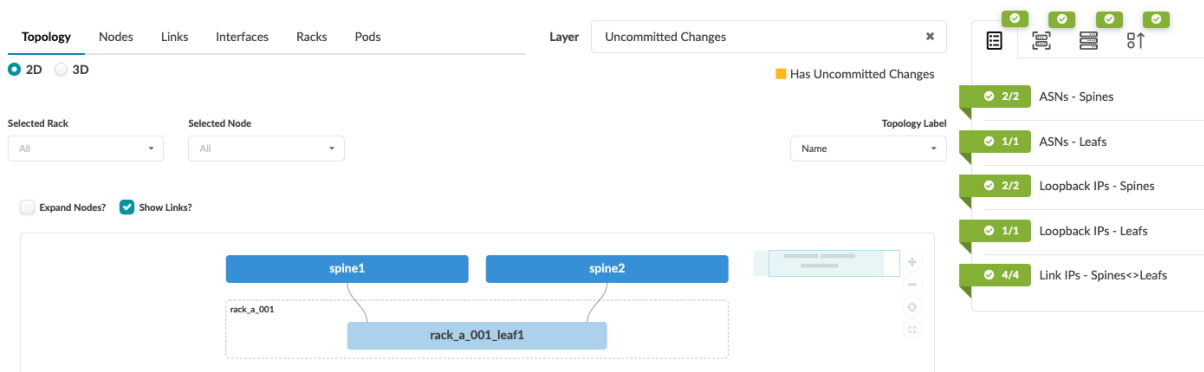 Topology Nodes Links Interfaces Racks Pods Layer Uncommitted Changes
2D 3D
Has Uncommitted Changes
Selected Rack Selected Node Topology Label
All All Name
Expand Nodes? Show Links?
spine1 spine2
rack_a_001
rack_a_001_leaf1
2/2 ASNs - Spines
1/1 ASNs - Leafs
2/2 Loopback IPs - Spines
1/1 Loopback IPs - Leafs
4/4 Link IPs - Spines<>Leafs